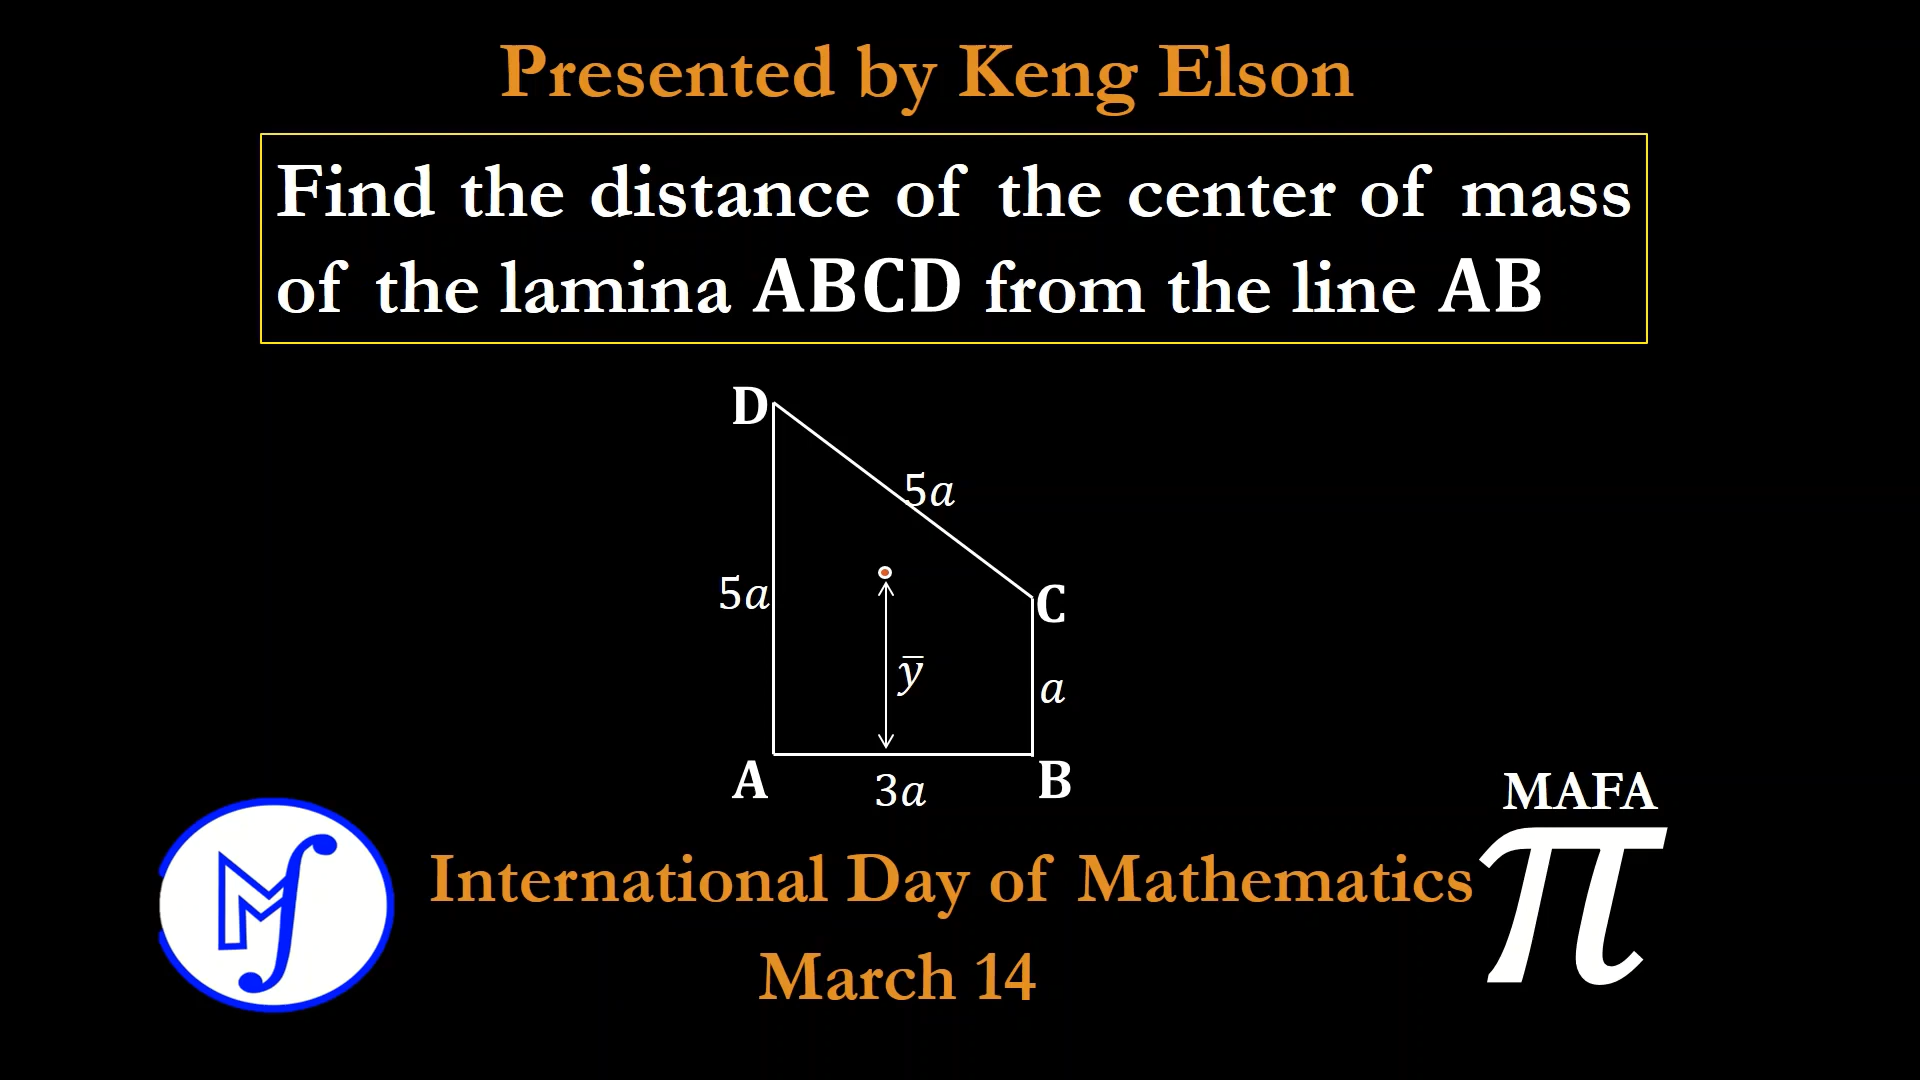 Presented by Keng Elson
Find the distance of the center of mass
of the lamina ABCD from the line AB
D
5a
5a
C
ȳ
a
A
3a
B
MAFA
π
International Day of Mathematics
March 14
M∫